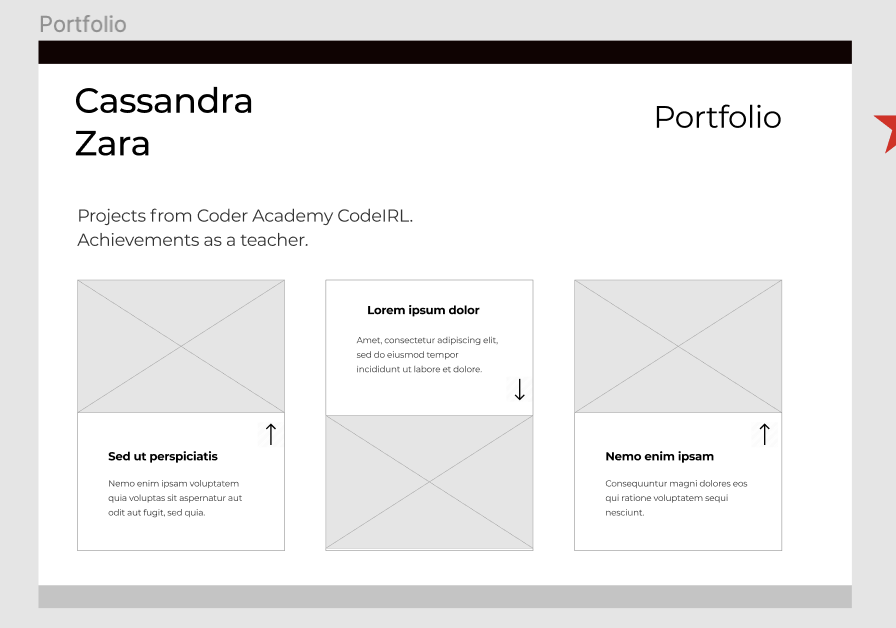 Portfolio
Cassandra
Zara
Portfolio
Projects from Coder Academy CodeIRL.
Achievements as a teacher.
Sed ut perspiciatis
Nemo enim ipsam voluptatem
quia voluptas sit aspernatur aut
odit aut fugit, sed quia.
Lorem ipsum dolor
Amet, consectetur adipiscing elit,
sed do eiusmod tempor
incididunt ut labore et dolore.
Nemo enim ipsam
Consequuntur magni dolores eos
qui ratione voluptatem sequi
nesciunt.